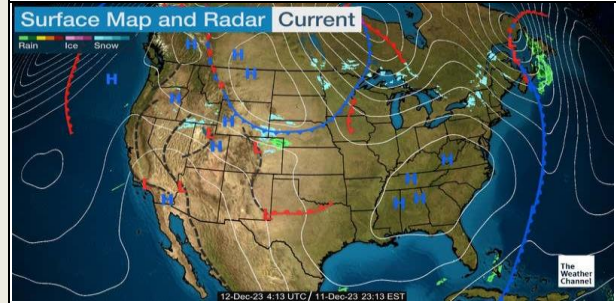 Surface Map and Radar Current
Rain Ice Snow
H
H
H
H
H
H
L
H
L
H
H
L
L
H
H
H
L
The
Weather
Channel
12-Dec-23 4:13 UTC / 11-Dec-23 23:13 EST